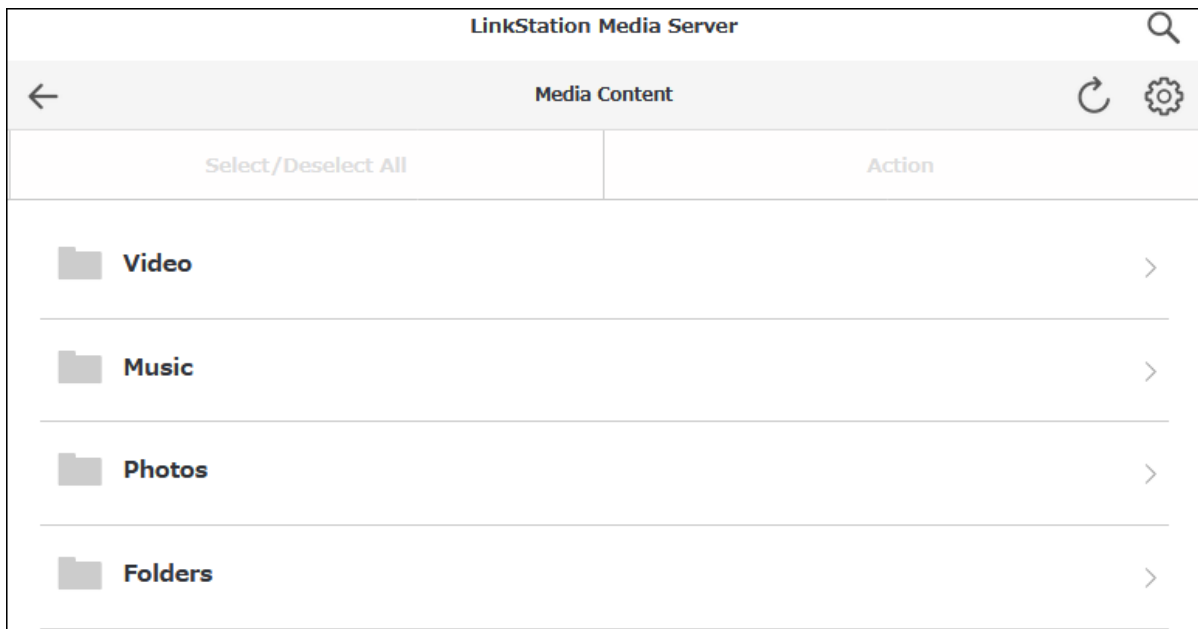 LinkStation Media Server
Media Content
Select/Deselect All
Action
Video
Music
Photos
Folders